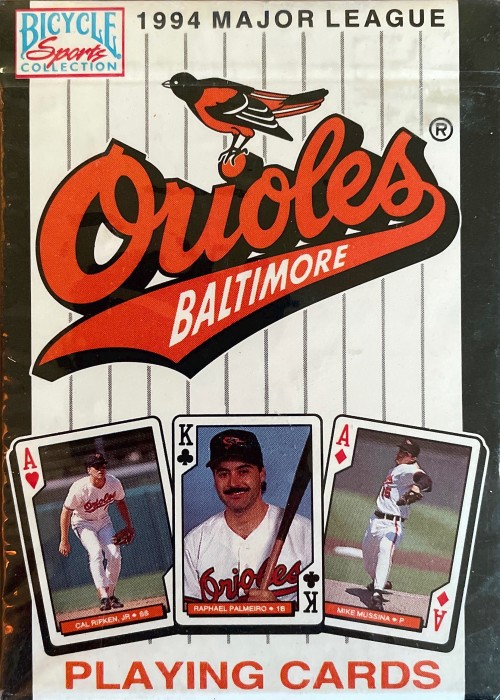 BICYCLE
Sports
COLLECTION
1994 MAJOR LEAGUE
Orioles
®
BALTIMORE
A
CAL RIPKEN, JR ◆ SS
K
Orioles
RAPHAEL PALMEIRO ◆ 1B
K
A
MIKE MUSSINA ◆ P
A
PLAYING CARDS